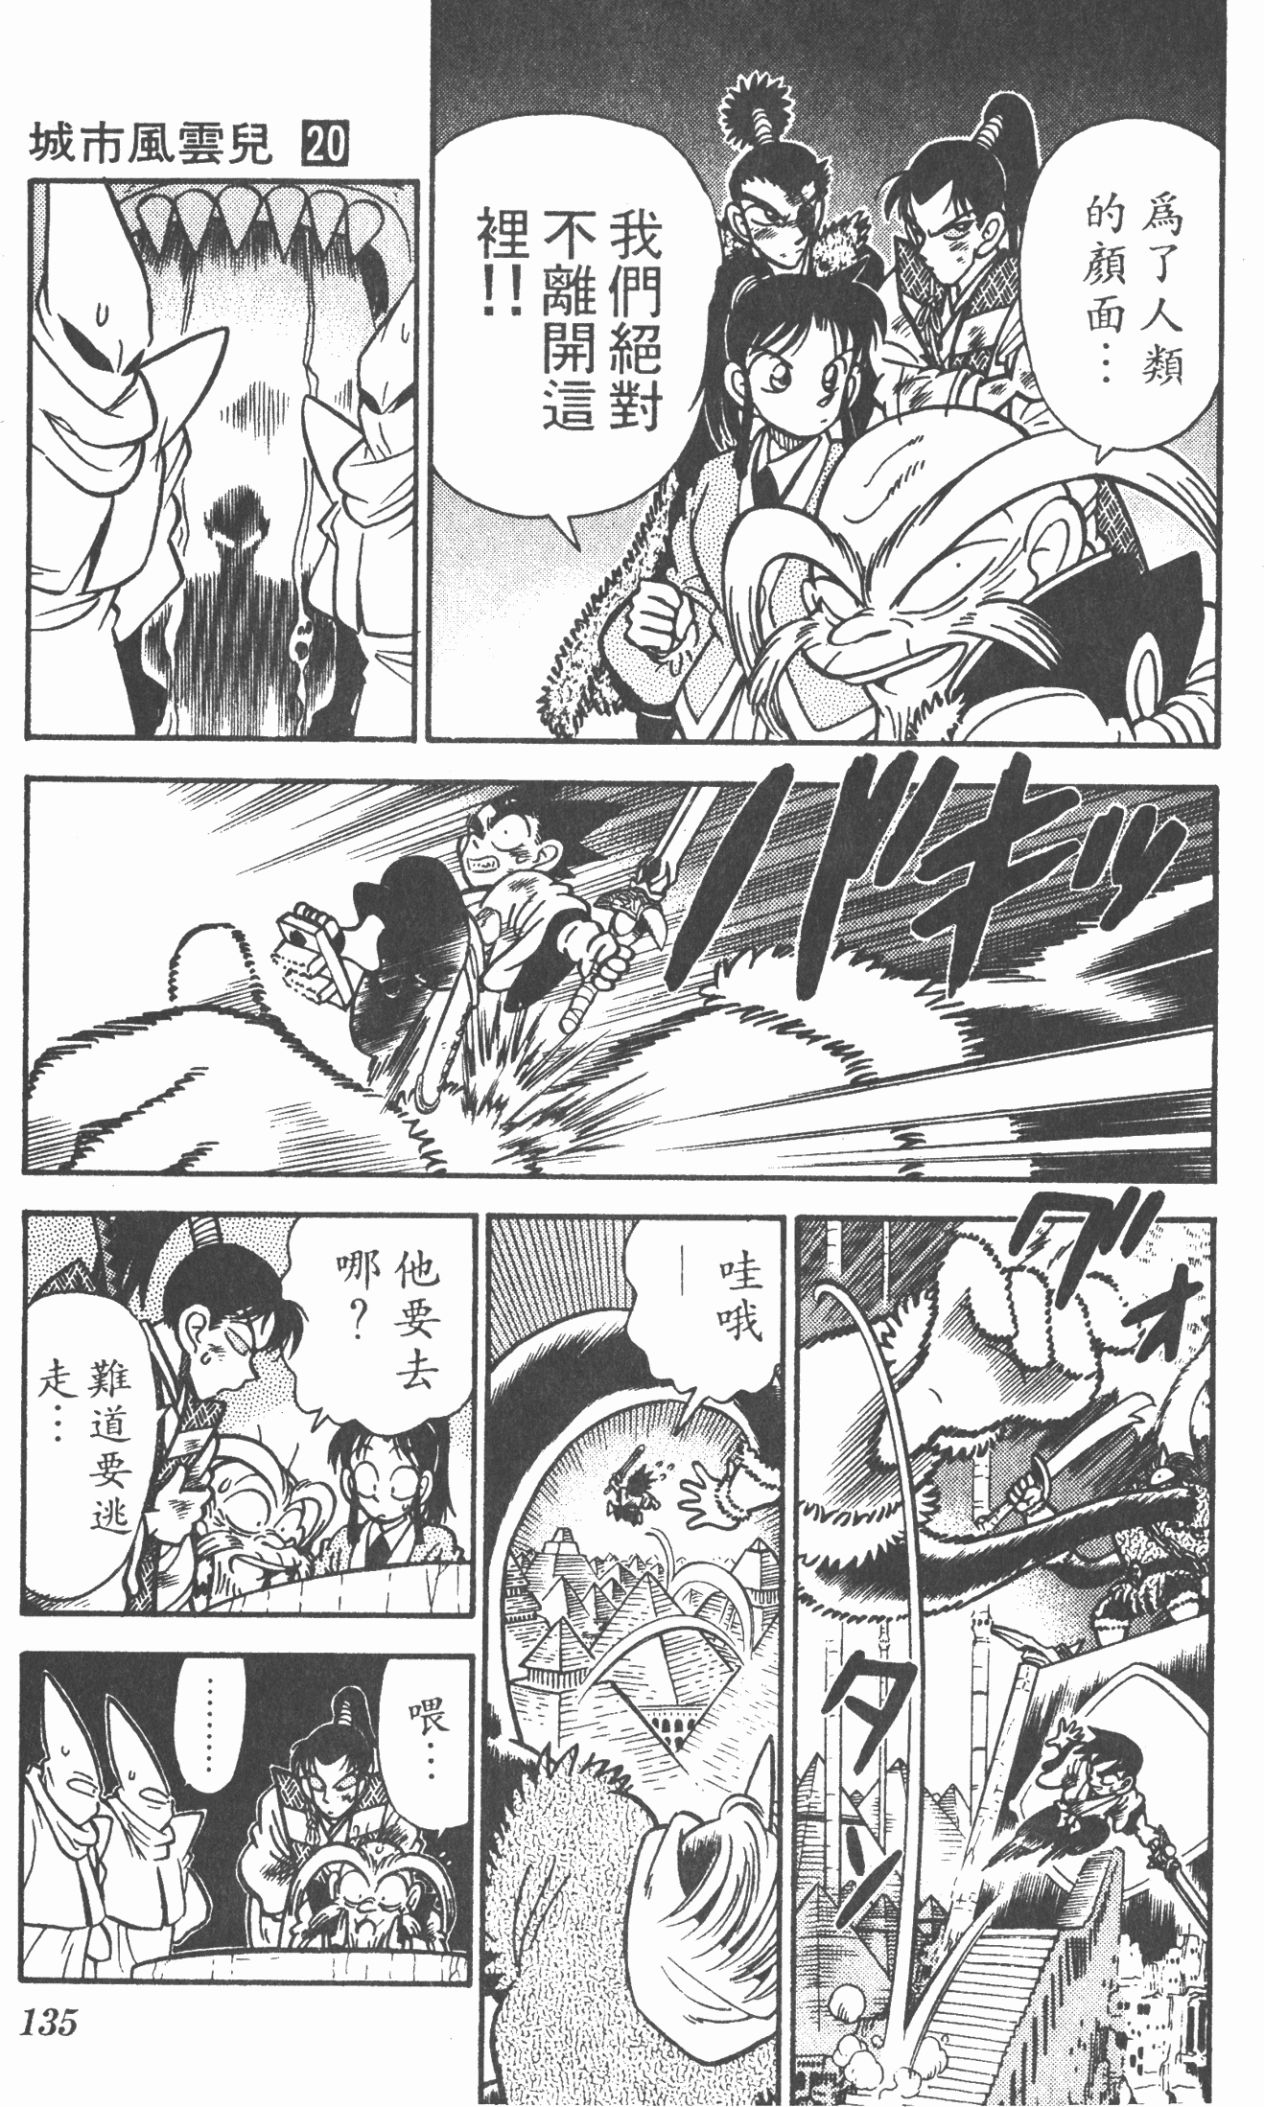 城市風雲兒 20
為了人類
的顏面…
我們絕對
不離開這
裡!!
バキッ
グオ
タン
哇哦
——
他要去
哪？
難道要逃
走…
喂…
………
135